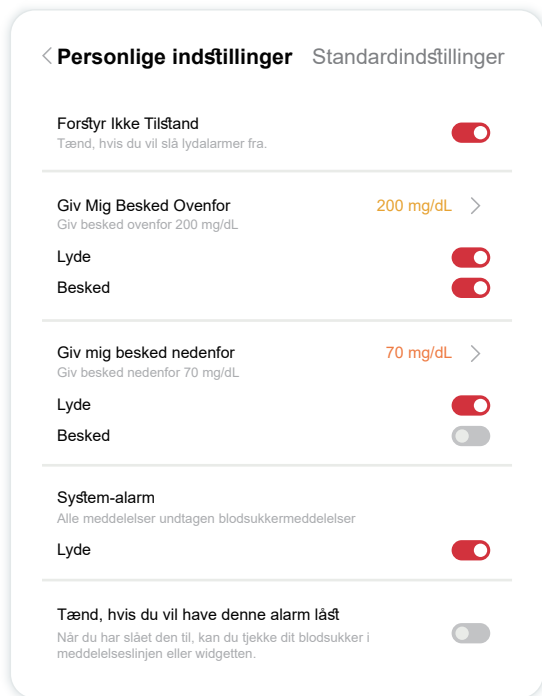 Personlige indstillinger Standardindstillinger
Forstyr Ikke Tilstand
Tænd, hvis du vil slå lydalarmer fra.
Giv Mig Besked Ovenfor 200 mg/dL
Giv besked ovenfor 200 mg/dL
Lyde
Besked
Giv mig besked nedenfor 70 mg/dL
Giv besked nedenfor 70 mg/dL
Lyde
Besked
System-alarm
Alle meddelelser undtagen blodsukkermeddelelser
Lyde
Tænd, hvis du vil have denne alarm låst
Når du har slået den til, kan du tjekke dit blodsukker i
meddelelseslinjen eller widgetten.